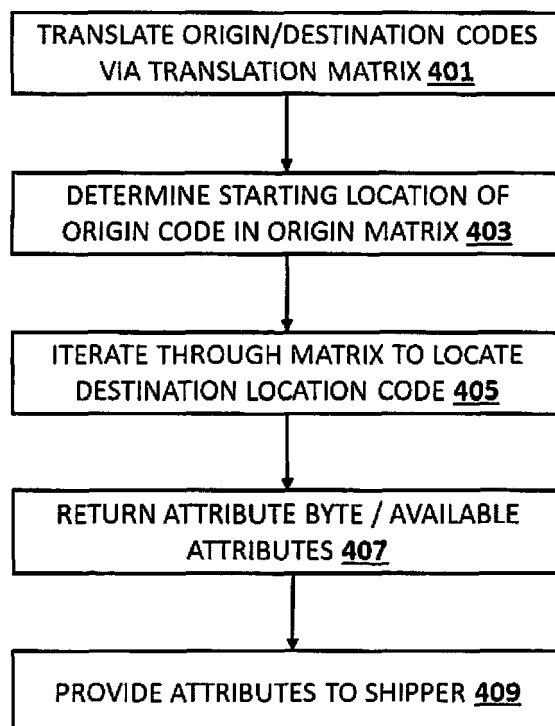 TRANSLATE ORIGIN/DESTINATION CODES
VIA TRANSLATION MATRIX 401
DETERMINE STARTING LOCATION OF
ORIGIN CODE IN ORIGIN MATRIX 403
ITERATE THROUGH MATRIX TO LOCATE
DESTINATION LOCATION CODE 405
RETURN ATTRIBUTE BYTE / AVAILABLE
ATTRIBUTES 407
PROVIDE ATTRIBUTES TO SHIPPER 409